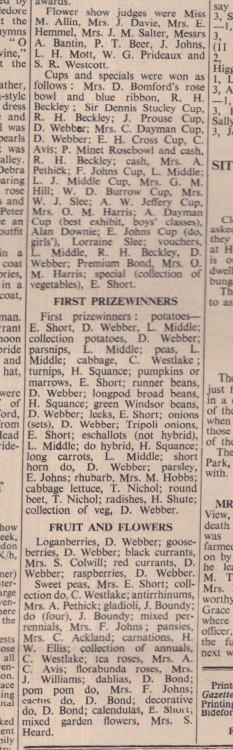 awards.
Flower show judges were Miss
M. Allin, Mrs. J. Davie, Mrs. E.
Hemmel, Mrs. J. M. Salter, Messrs
A. Bantin, P. T. Beer, J. Johns,
L. H. Mott, W. G. Prideaux and
S. R. Westcott.
Cups and specials were won as
follows: Mrs. D. Bomford's rose
bowl and blue ribbon, R. H.
Beckley; Sir Dennis Stucley Cup,
R. H. Beckley; J. Prouse Cup,
D. Webber; Mrs. C. Dayman Cup,
D. Webber; E. H. Cross Cup, C.
Avis; P. Minet Rosebowl and cash,
R. H. Beckley; cash, Mrs. A.
Pethick; F. Johns Cup, L. Middle;
L. J. Middle Cup, Mrs. G. M.
Hill; W. D. Burrow Cup, Mrs.
W. J. Slee; A. W. Jeffery Cup,
Mrs. O. M. Harris; A. Dayman
Cup (best exhibit, boys' classes),
Alan Downie; E. Johns Cup (do,
girls'), Lorraine Slee; vouchers,
L. Middle, R. H. Beckley, D.
Webber; Premium Bond, Mrs. O.
M. Harris; special (collection of
vegetables), E. Short.
FIRST PRIZEWINNERS
First prizewinners: potatoes—
E. Short, D. Webber, L. Middle;
collection potatoes, D. Webber;
parsnips, L. Middle; peas, L.
Middle; cabbage, C. Westlake;
turnips, H. Squance; pumpkins or
marrows, E. Short; runner beans,
D. Webber; longpod broad beans,
H. Squance; green Windsor beans,
D. Webber; leeks, E. Short; onions
(sets), D. Webber; Tripoli onions,
E. Short; eschallots (not hybrid),
L. Middle; do hybrid, H. Squance;
long carrots, L. Middle; short
horn do, D. Webber; parsley,
E. Johns; rhubarb, Mrs. M. Hobbs;
cabbage lettuce, T. Nichol; round
beet, T. Nichol; radishes, H. Shute;
collection of veg, D. Webber.
FRUIT AND FLOWERS
Loganberries, D. Webber; goose-
berries, D. Webber; black currants,
Mrs. S. Colwill; red currants, D.
Webber; raspberries, D. Webber.
Sweet peas, Mrs. E. Short; coll-
ection do, C. Westlake; antirrhinums,
Mrs. A. Pethick; gladioli, J. Boundy;
do (four), J. Boundy; mixed per-
rennials, Mrs. F. Johns; pansies,
Mrs. C. Ackland; carnations, H.
W. Ellis; collection of annuals,
C. Westlake; tea roses, Mrs. A.
C. Avis; florabunda roses, Mrs.
J. Williams; dahlias, D. Bond;
pom pom do, Mrs. F. Johns;
cactus do, D. Bond; decorative
do, D. Bond; calendulas, E. Short;
mixed garden flowers, Mrs. S.
Heard.